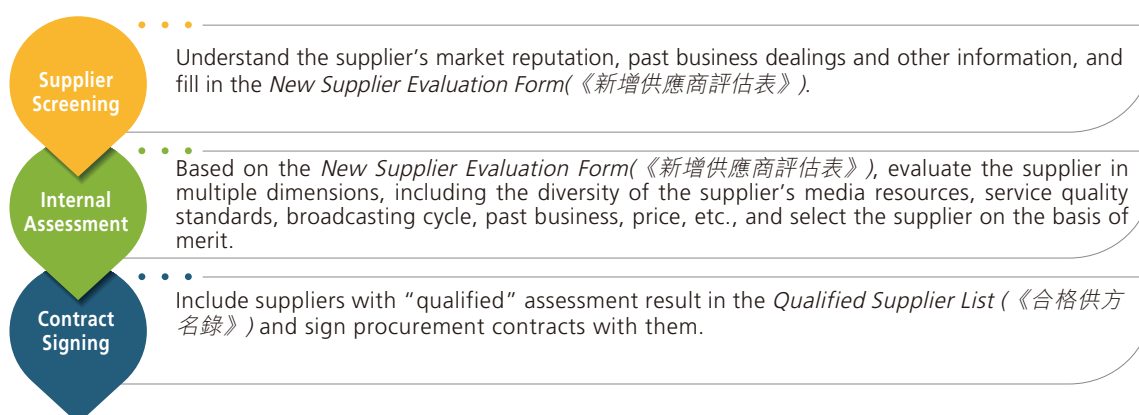 Supplier
Screening
Understand the supplier’s market reputation, past business dealings and other information, and
fill in the New Supplier Evaluation Form(《新增供應商評估表》).
Internal
Assessment
Based on the New Supplier Evaluation Form(《新增供應商評估表》), evaluate the supplier in
multiple dimensions, including the diversity of the supplier’s media resources, service quality
standards, broadcasting cycle, past business, price, etc., and select the supplier on the basis of
merit.
Contract
Signing
Include suppliers with “qualified” assessment result in the Qualified Supplier List (《合格供方
名錄》) and sign procurement contracts with them.